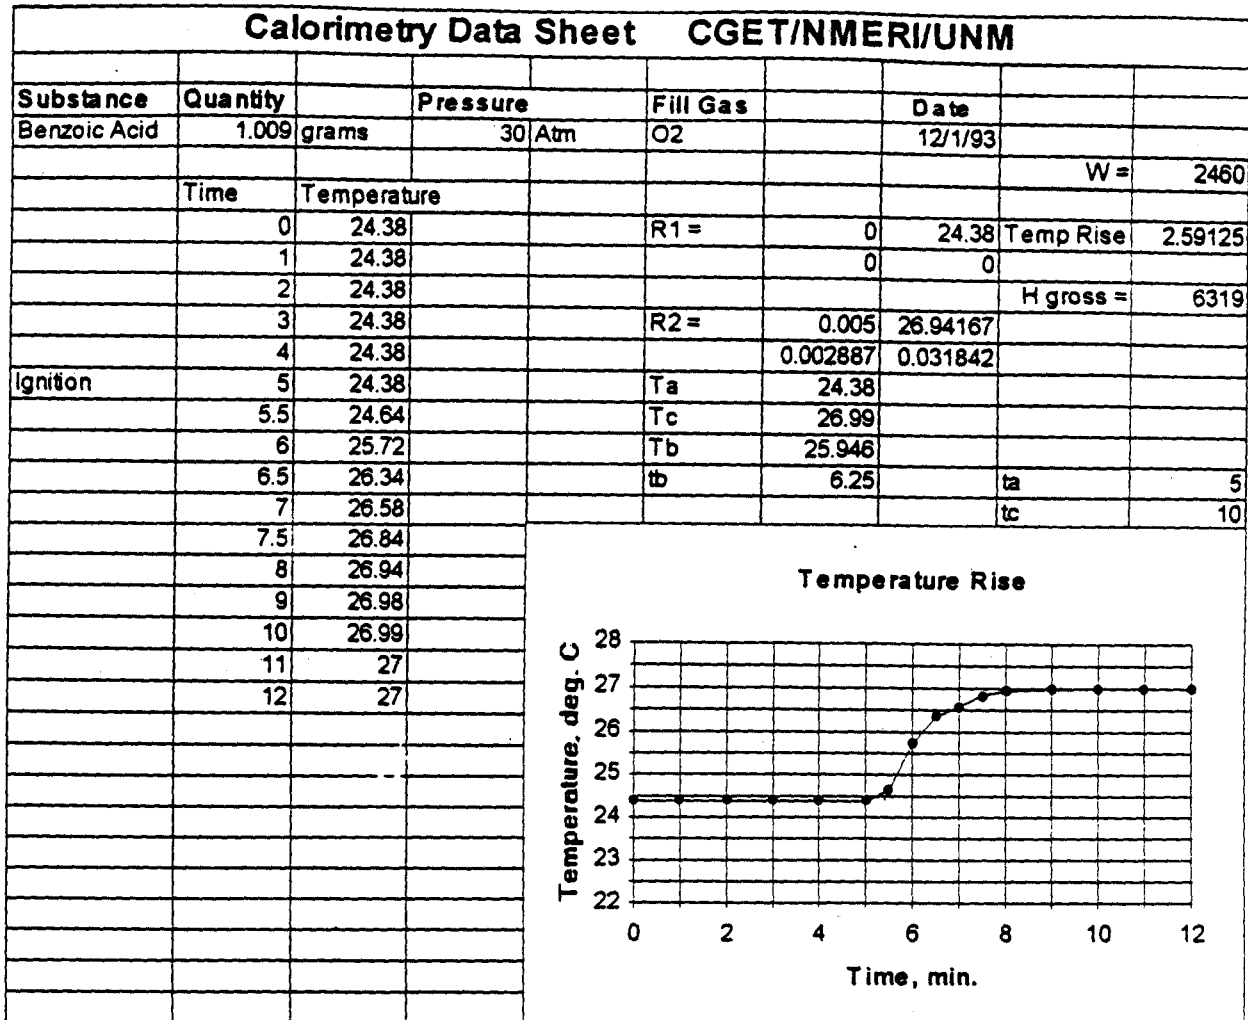 Calorimetry Data Sheet CGET/NMERI/UNM
Substance Quantity Pressure Fill Gas Date
Benzoic Acid 1.009 grams 30 Atm O2 12/1/93
W = 2460
Time Temperature
0 24.38 R1 = 0 24.38 Temp Rise 2.59125
1 24.38 0 0
2 24.38 H gross = 6319
3 24.38 R2 = 0.005 26.94167
4 24.38 0.002887 0.031842
Ignition 5 24.38 Ta 24.38
5.5 24.64 Tc 26.99
6 25.72 Tb 25.946
6.5 26.34 tb 6.25 ta 5
7 26.58 tc 10
7.5 26.84
8 26.94
9 26.98
10 26.99
11 27
12 27
Temperature Rise
Temperature, deg. C
28
27
26
25
24
23
22
0 2 4 6 8 10 12
Time, min.